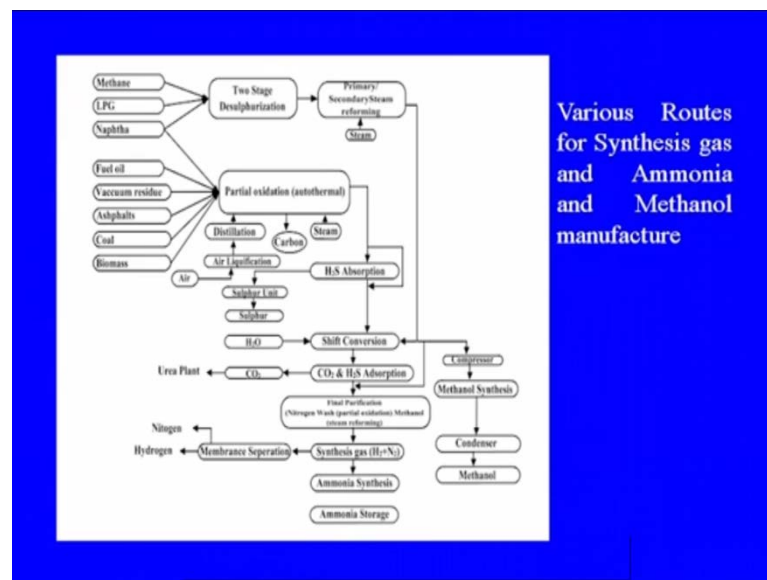 Methane
LPG
Naphtha
Two Stage
Desulphurization
Primary/
SecondarySteam
reforming
Steam
Fuel oil
Vaccuum residue
Ashphalts
Coal
Biomass
Partial oxidation (autothermal)
Distillation
Carbon
Steam
Air Liquification
Air
H2S Absorption
Sulphur Unit
Sulphur
H2O
Shift Conversion
Compressor
Urea Plant
CO2
CO2 & H2S Adsorption
Methanol Synthesis
Final Purification
(Nitrogen Wash (partial oxidation) Methanol
(steam reforming)
Nitogen
Hydrogen
Membrance Seperation
Synthesis gas (H2+N2)
Condenser
Ammonia Synthesis
Methanol
Ammonia Storage
Various Routes
for Synthesis gas
and Ammonia
and Methanol
manufacture